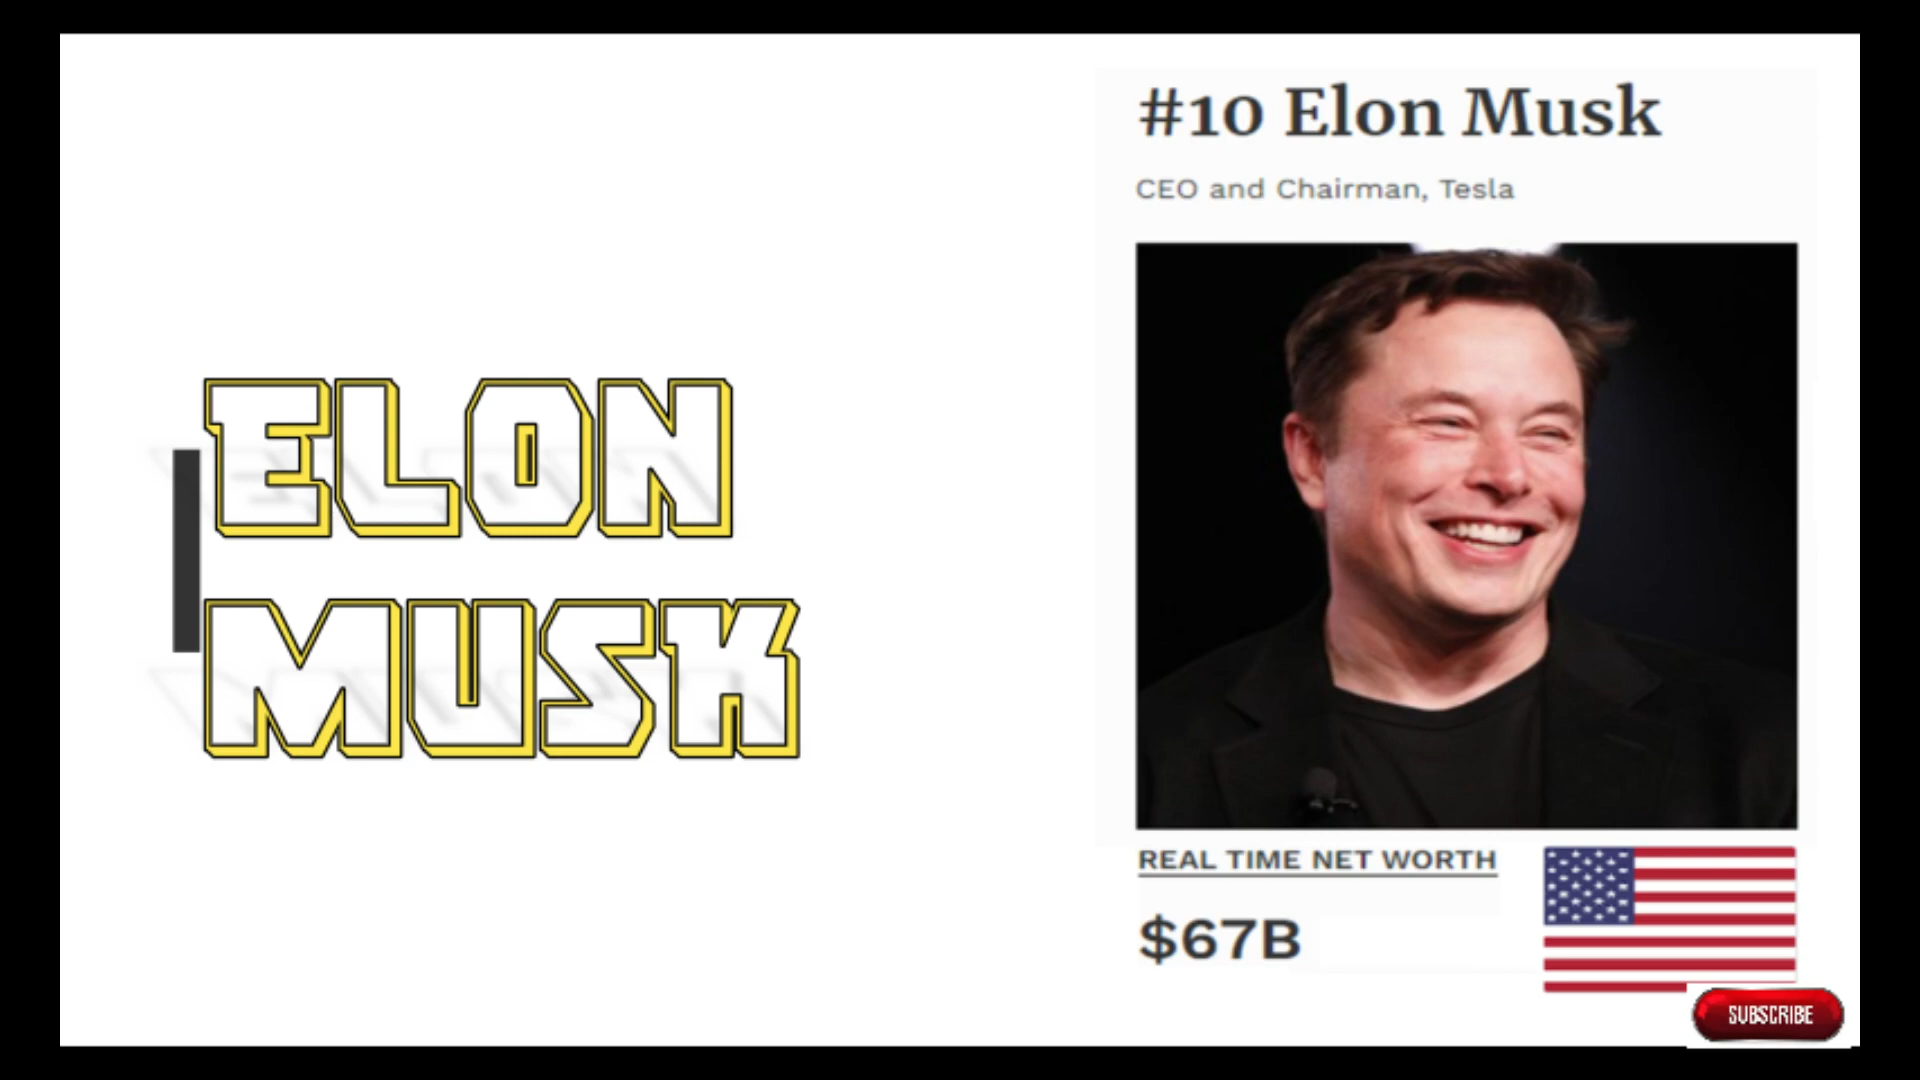 #10 Elon Musk
CEO and Chairman, Tesla
ELON
MUSK
REAL TIME NET WORTH
$67B
SUBSCRIBE